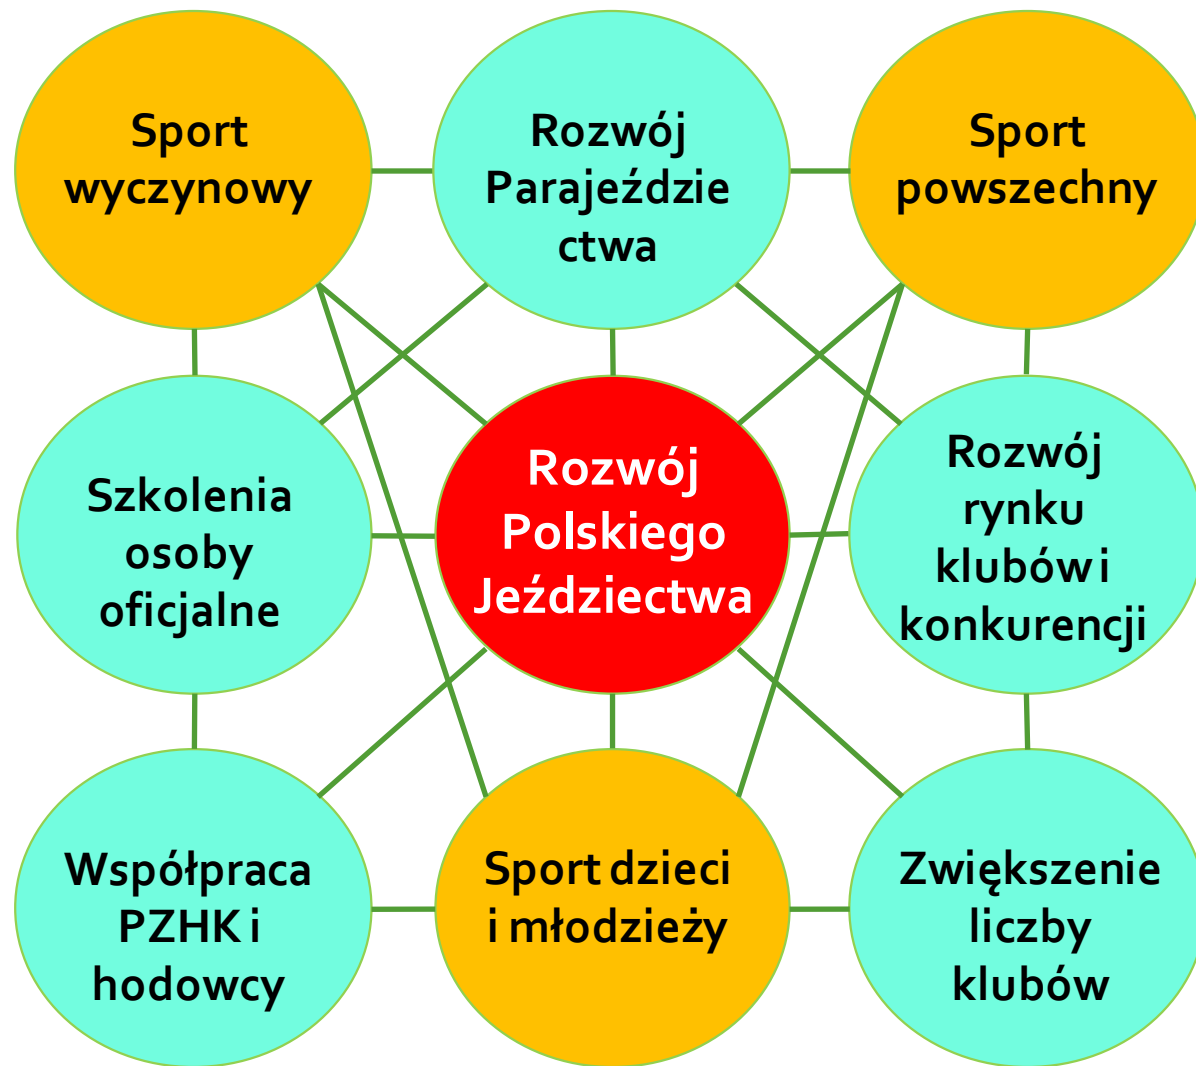 Sport
wyczynowy
Rozwój
Parajeździe
ctwa
Sport
powszechny
Szkolenia
osoby
oficjalne
Rozwój
Polskiego
Jeździectwa
Rozwój
rynku
klubów i
konkurencji
Współpraca
PZHK i
hodowcy
Sport dzieci
i młodzieży
Zwiększenie
liczby
klubów